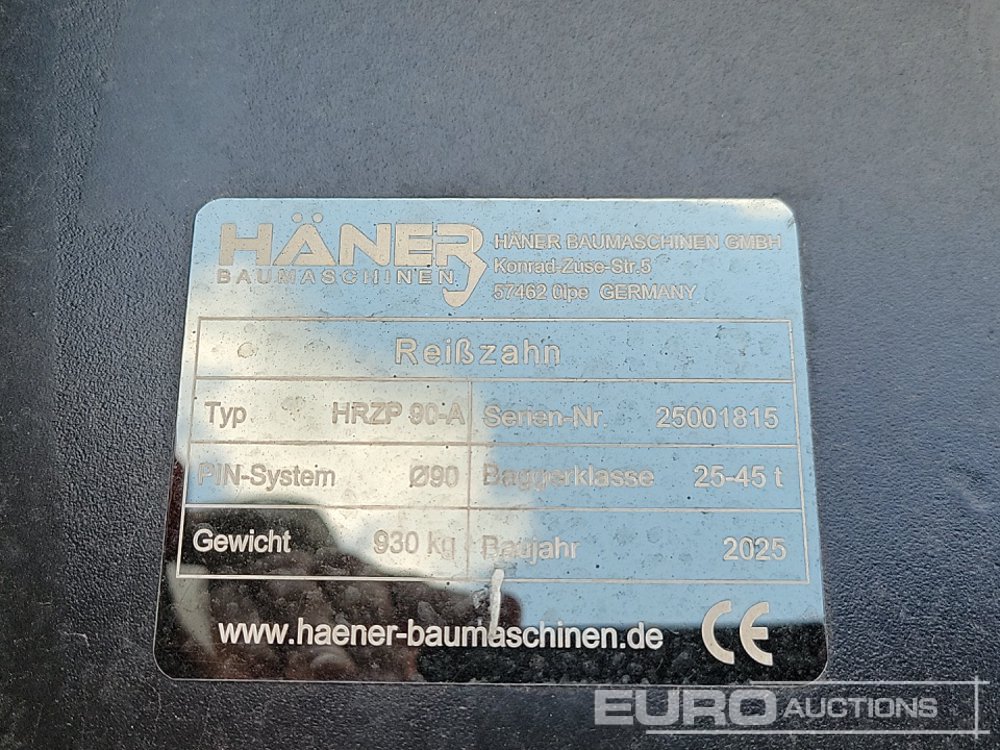 HÄNER
BAUMASCHINEN
HÄNER BAUMASCHINEN GMBH
Konrad-Zuse-Str.5
57462 Olpe GERMANY
Reißzahn
Typ HRZP 90-A Serien-Nr. 25001815
PIN-System Ø90 Baggerklasse 25-45 t
Gewicht 930 kg Baujahr 2025
www.haener-baumaschinen.de CE
EURO AUCTIONS